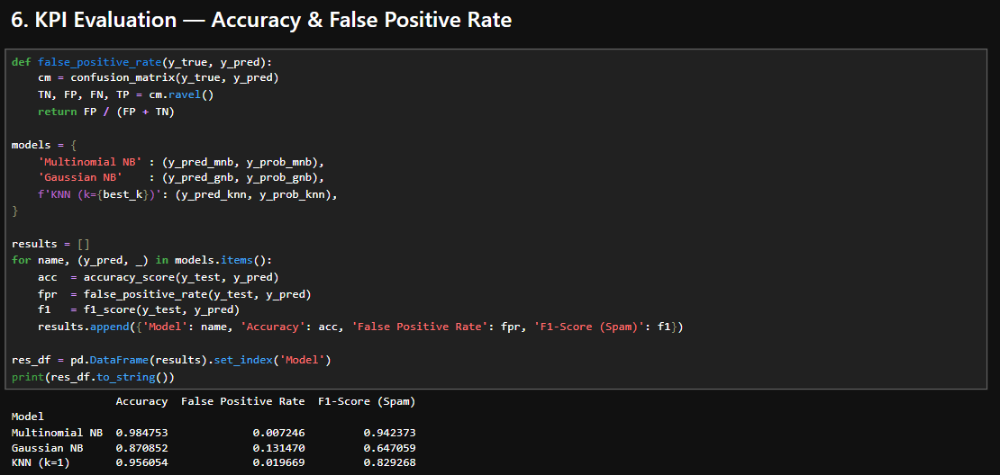 6. KPI Evaluation — Accuracy & False Positive Rate
def false_positive_rate(y_true, y_pred):
    cm = confusion_matrix(y_true, y_pred)
    TN, FP, FN, TP = cm.ravel()
    return FP / (FP + TN)

models = {
    'Multinomial NB' : (y_pred_mnb, y_prob_mnb),
    'Gaussian NB'    : (y_pred_gnb, y_prob_gnb),
    f'KNN (k={best_k})': (y_pred_knn, y_prob_knn),
}

results = []
for name, (y_pred, _) in models.items():
    acc  = accuracy_score(y_test, y_pred)
    fpr  = false_positive_rate(y_test, y_pred)
    f1   = f1_score(y_test, y_pred)
    results.append({'Model': name, 'Accuracy': acc, 'False Positive Rate': fpr, 'F1-Score (Spam)': f1})

res_df = pd.DataFrame(results).set_index('Model')
print(res_df.to_string())
                Accuracy  False Positive Rate  F1-Score (Spam)
Model
Multinomial NB  0.984753             0.007246         0.942373
Gaussian NB     0.870852             0.131470         0.647059
KNN (k=1)       0.956054             0.019669         0.829268